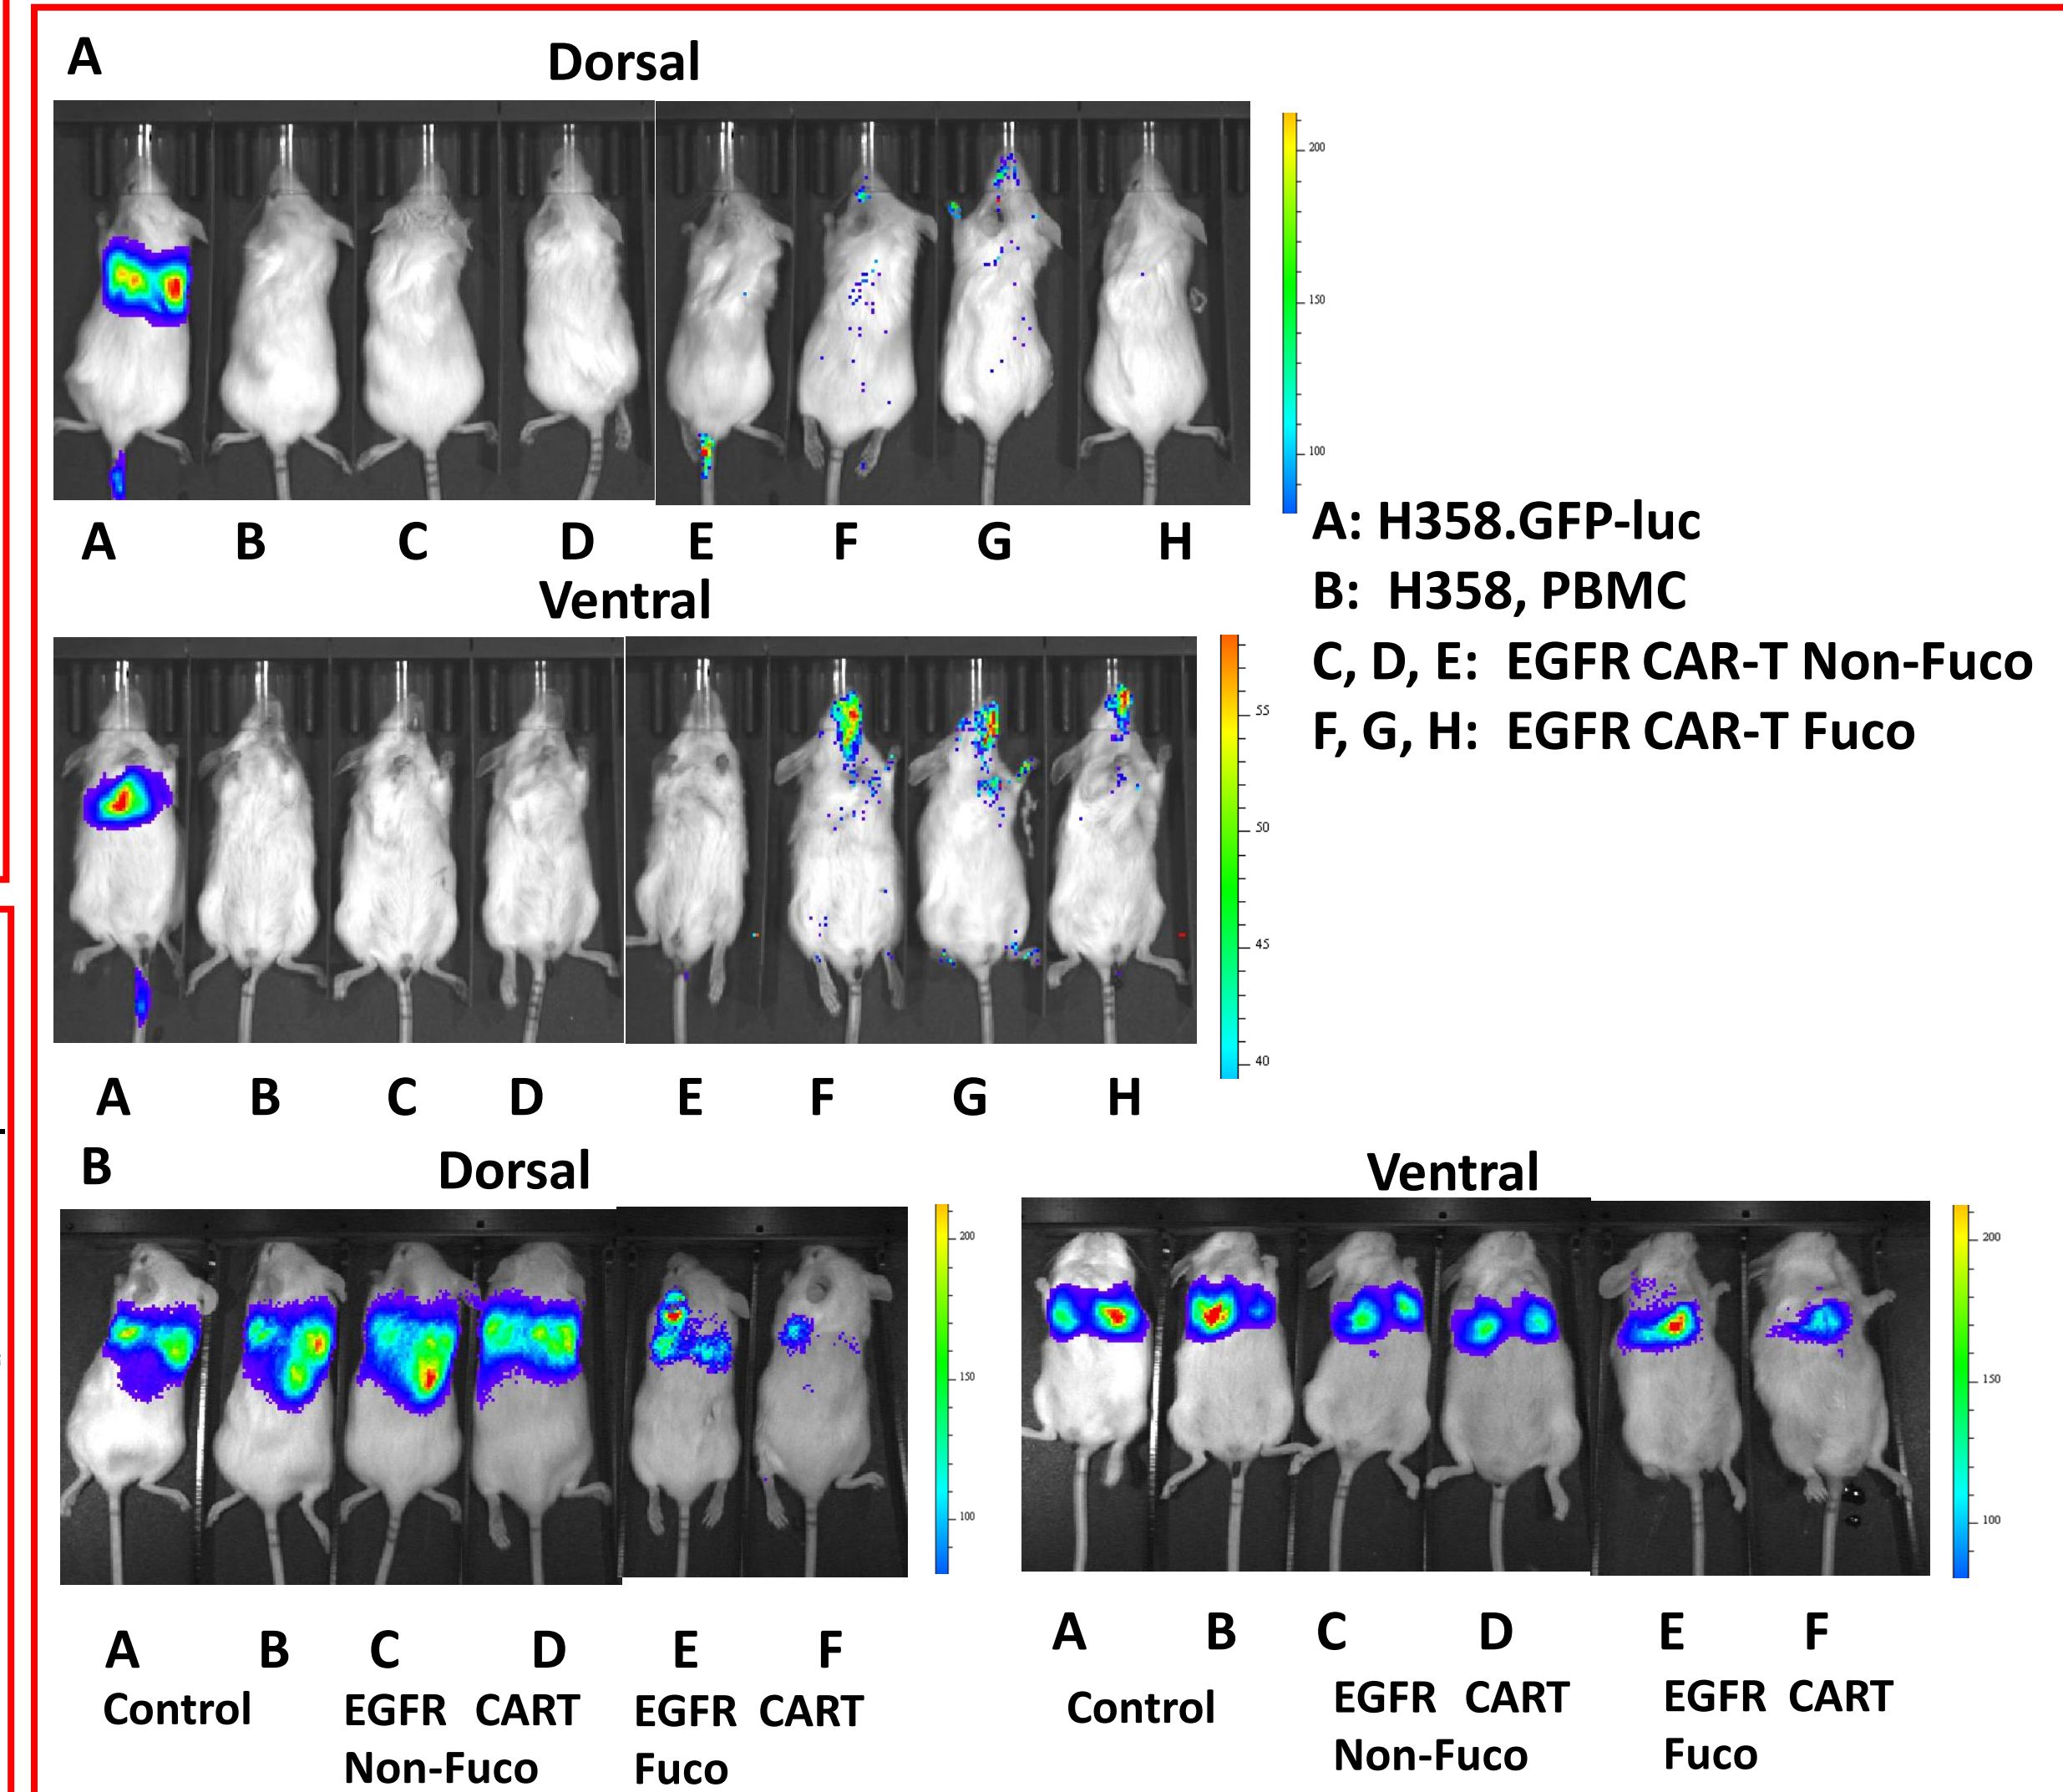 A
Dorsal
200
150
100
A B C D E F G H
A: H358.GFP-luc
B: H358, PBMC
C, D, E: EGFR CAR-T Non-Fuco
F, G, H: EGFR CAR-T Fuco
Ventral
55
50
45
40
A B C D E F G H
B
Dorsal
200
150
100
A B C D E F
Control EGFR CART EGFR CART
Non-Fuco Fuco
Ventral
200
150
100
A B C D E F
Control EGFR CART EGFR CART
Non-Fuco Fuco